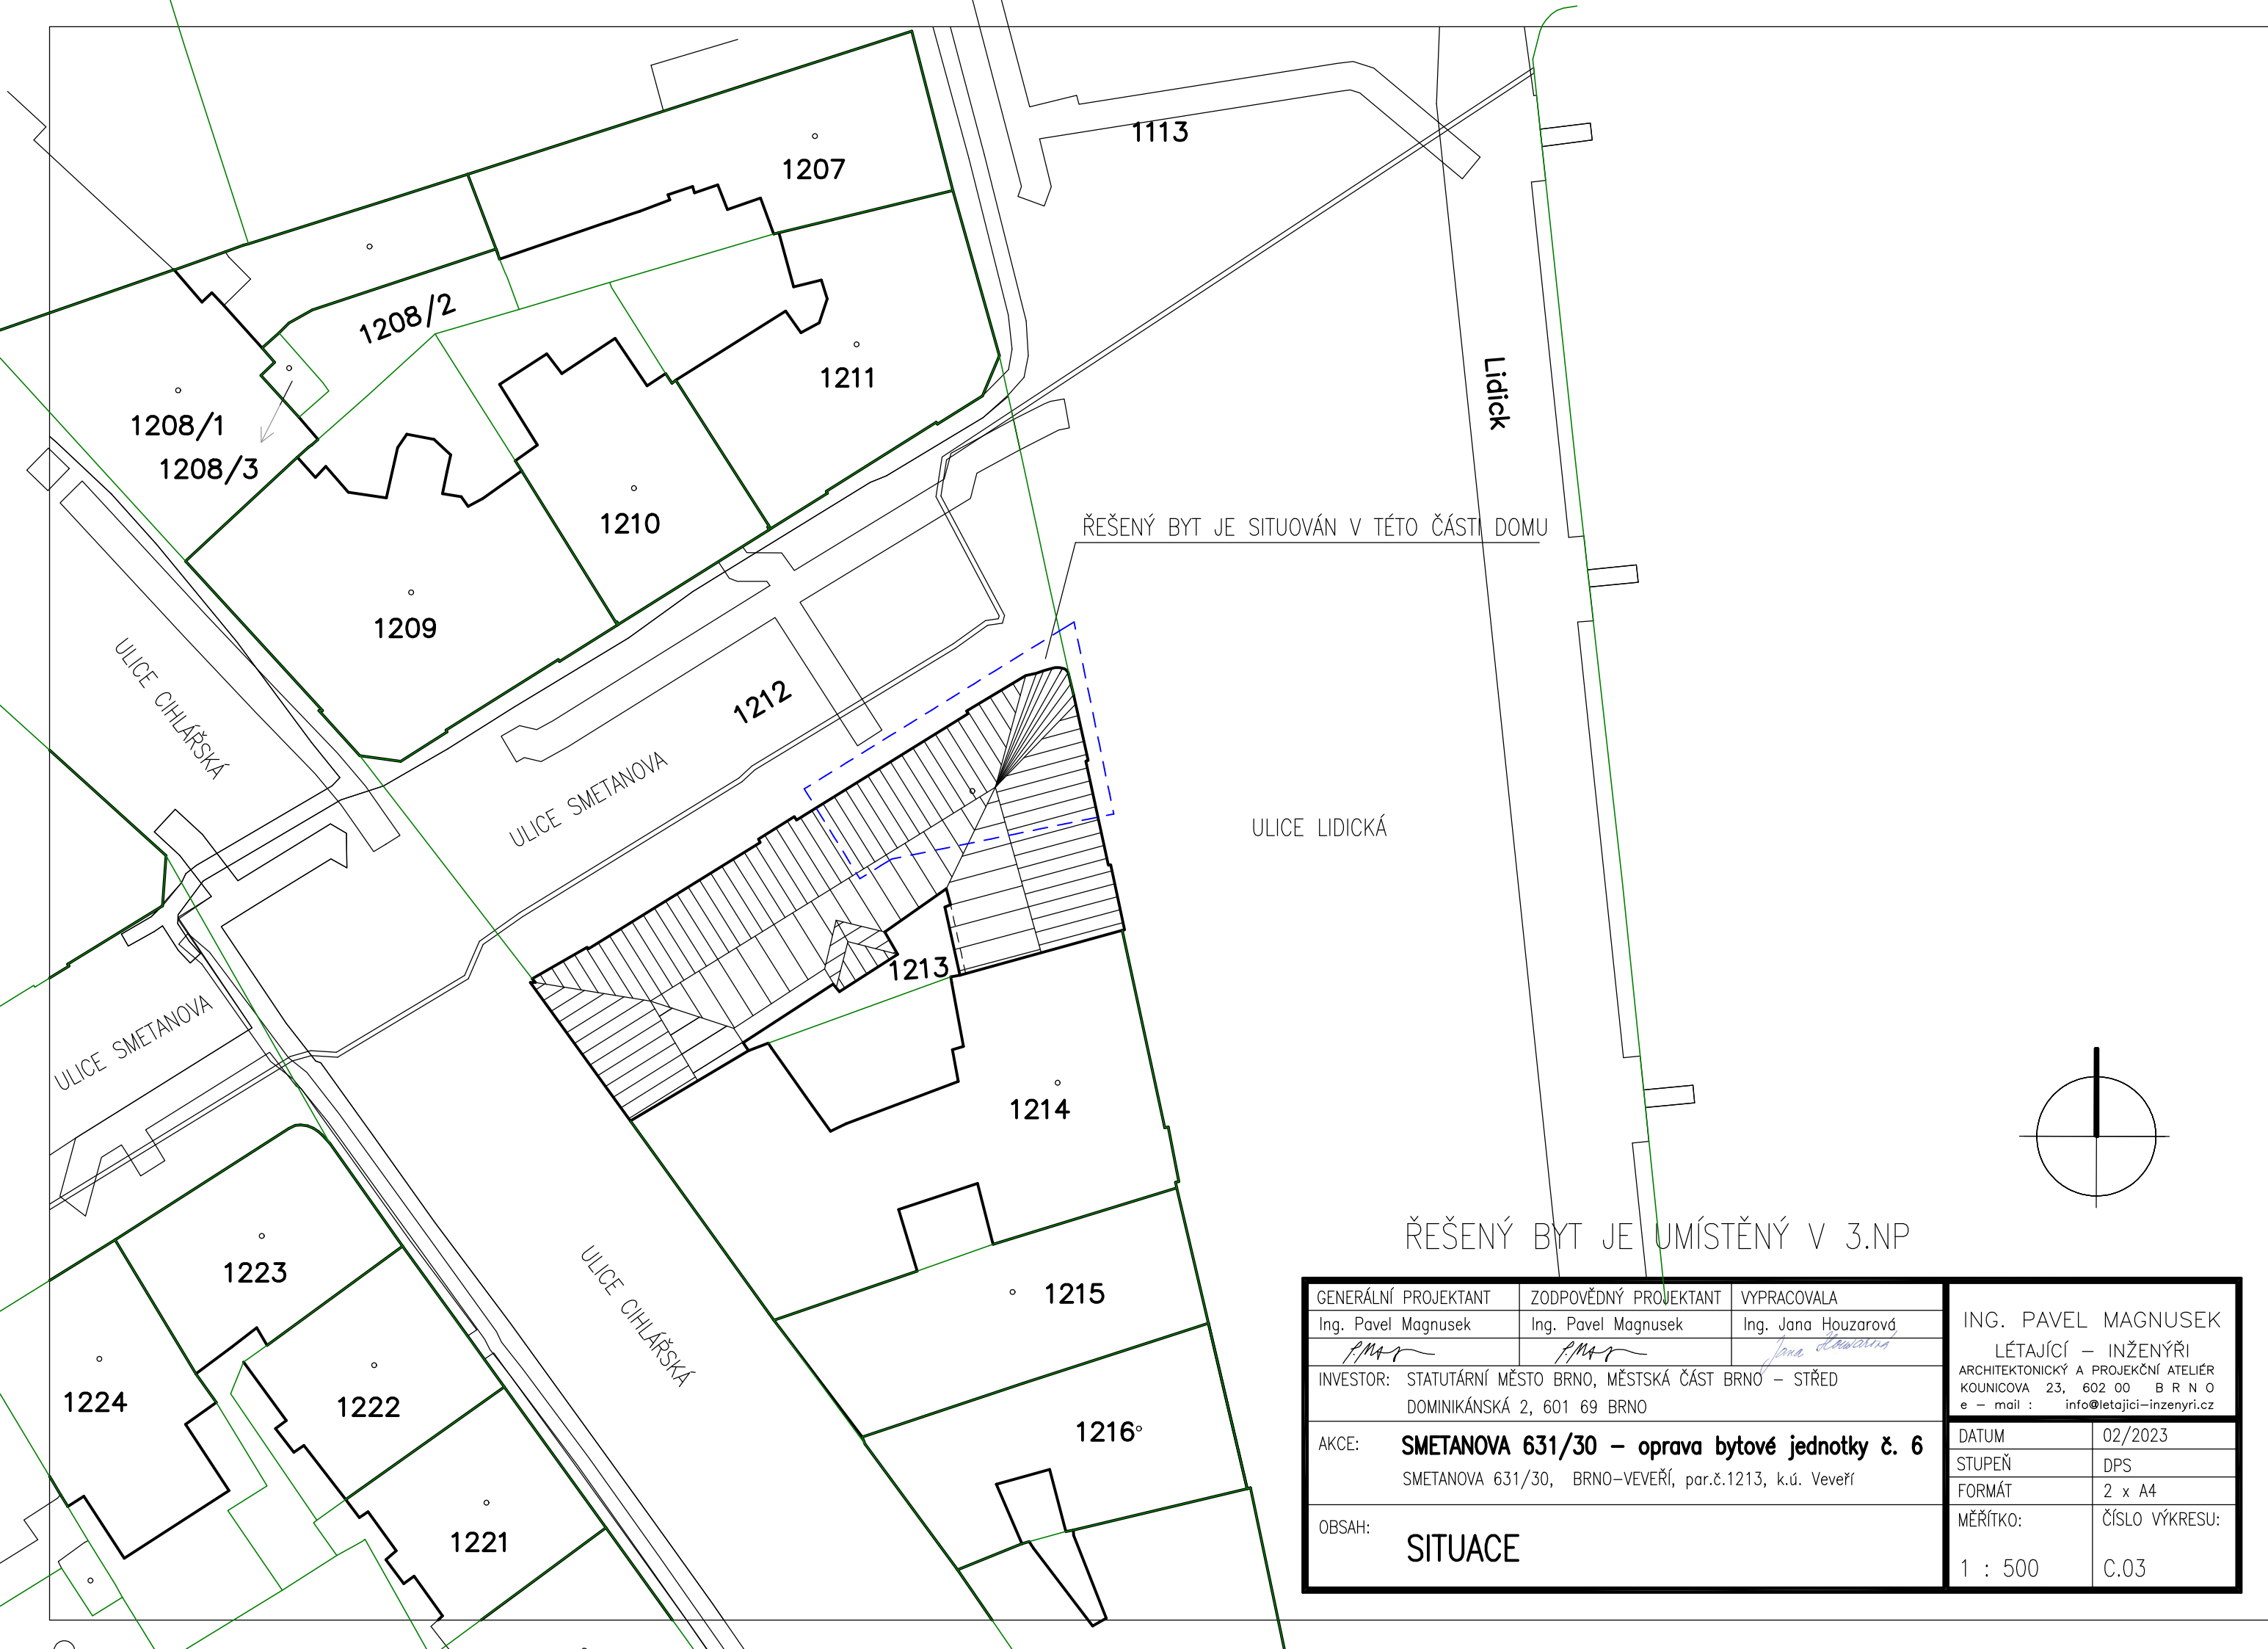 1113
1207
1208/2
1211
1208/1
1208/3
Lidick
1210
ŘEŠENÝ BYT JE SITUOVÁN V TÉTO ČÁSTI DOMU
1209
ULICE CIHLÁŘSKÁ
1212
ULICE SMETANOVA
ULICE LIDICKÁ
1213
ULICE SMETANOVA
1214
ŘEŠENÝ BYT JE UMÍSTĚNÝ V 3.NP
1223
ULICE CIHLÁŘSKÁ
1215
1224
1222
1216
1221
GENERÁLNÍ PROJEKTANT ZODPOVĚDNÝ PROJEKTANT VYPRACOVALA
Ing. Pavel Magnusek Ing. Pavel Magnusek Ing. Jana Houzarová
Jana Houzarová
INVESTOR: STATUTÁRNÍ MĚSTO BRNO, MĚSTSKÁ ČÁST BRNO – STŘED
DOMINIKÁNSKÁ 2, 601 69 BRNO
AKCE: SMETANOVA 631/30 – oprava bytové jednotky č. 6
SMETANOVA 631/30, BRNO-VEVEŘÍ, par.č.1213, k.ú. Veveří
OBSAH: SITUACE
ING. PAVEL MAGNUSEK
LÉTAJÍCÍ – INŽENÝŘI
ARCHITEKTONICKÝ A PROJEKČNÍ ATELIÉR
KOUNICOVA 23, 602 00 B R N O
e – mail : info@letajici-inzenyri.cz
DATUM 02/2023
STUPEŇ DPS
FORMÁT 2 x A4
MĚŘÍTKO: ČÍSLO VÝKRESU:
1 : 500 C.03